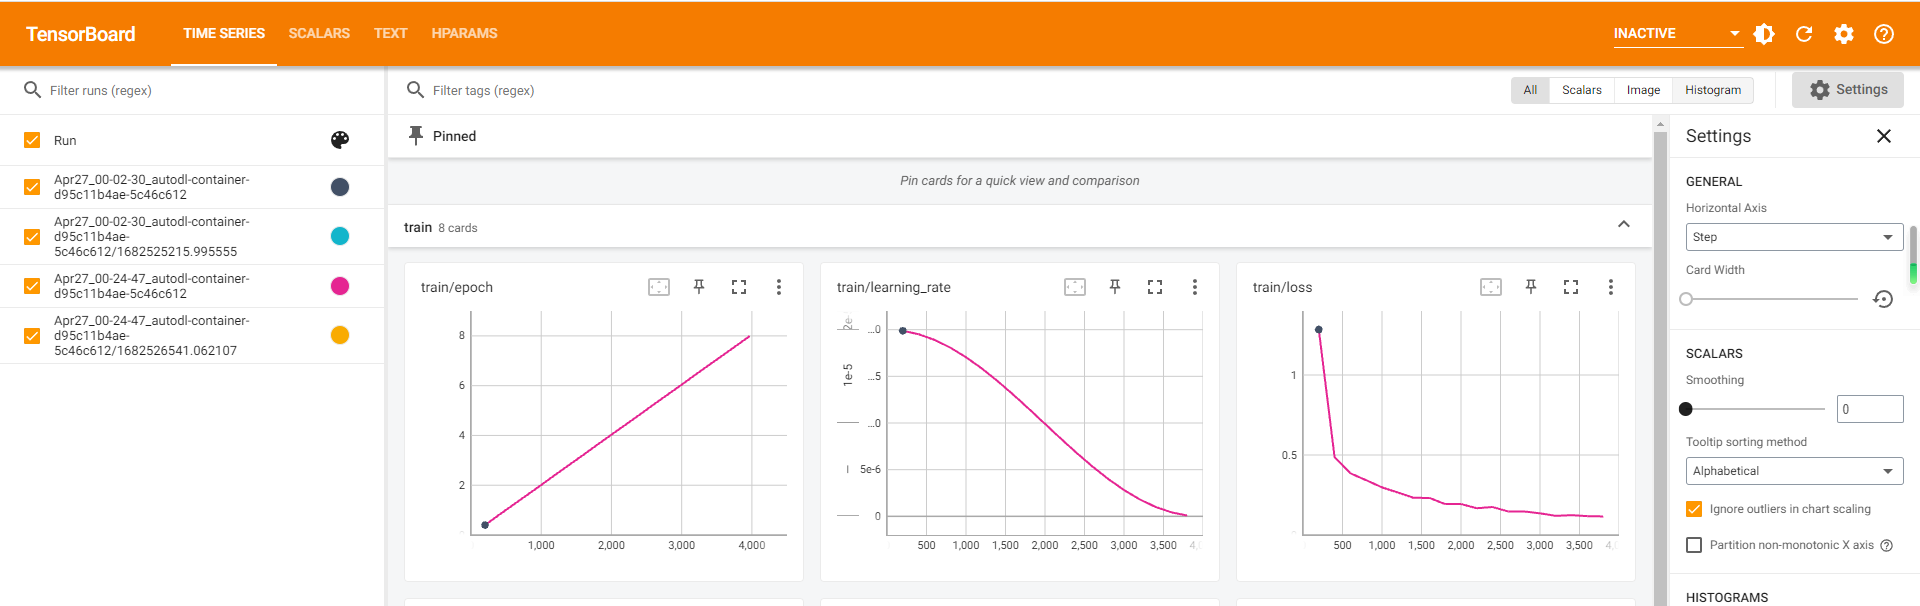 TensorBoard TIME SERIES SCALARS TEXT HPARAMS INACTIVE
Filter runs (regex)
Run
Apr27_00-02-30_autodl-container-
d95c11b4ae-5c46c612
Apr27_00-02-30_autodl-container-
d95c11b4ae-
5c46c612/1682525215.995555
Apr27_00-24-47_autodl-container-
d95c11b4ae-5c46c612
Apr27_00-24-47_autodl-container-
d95c11b4ae-
5c46c612/1682526541.062107
Filter tags (regex) All Scalars Image Histogram Settings
Pinned
Pin cards for a quick view and comparison
train 8 cards
train/epoch
8
6
4
2
1,000 2,000 3,000 4,000
train/learning_rate
2e-
...0
1e-5
...5
...0
5e-6
0
500 1,000 1,500 2,000 2,500 3,000 3,500 4,0
train/loss
1
0.5
500 1,000 1,500 2,000 2,500 3,000 3,500 4,0
Settings
GENERAL
Horizontal Axis
Step
Card Width
SCALARS
Smoothing
0
Tooltip sorting method
Alphabetical
Ignore outliers in chart scaling
Partition non-monotonic X axis
HISTOGRAMS